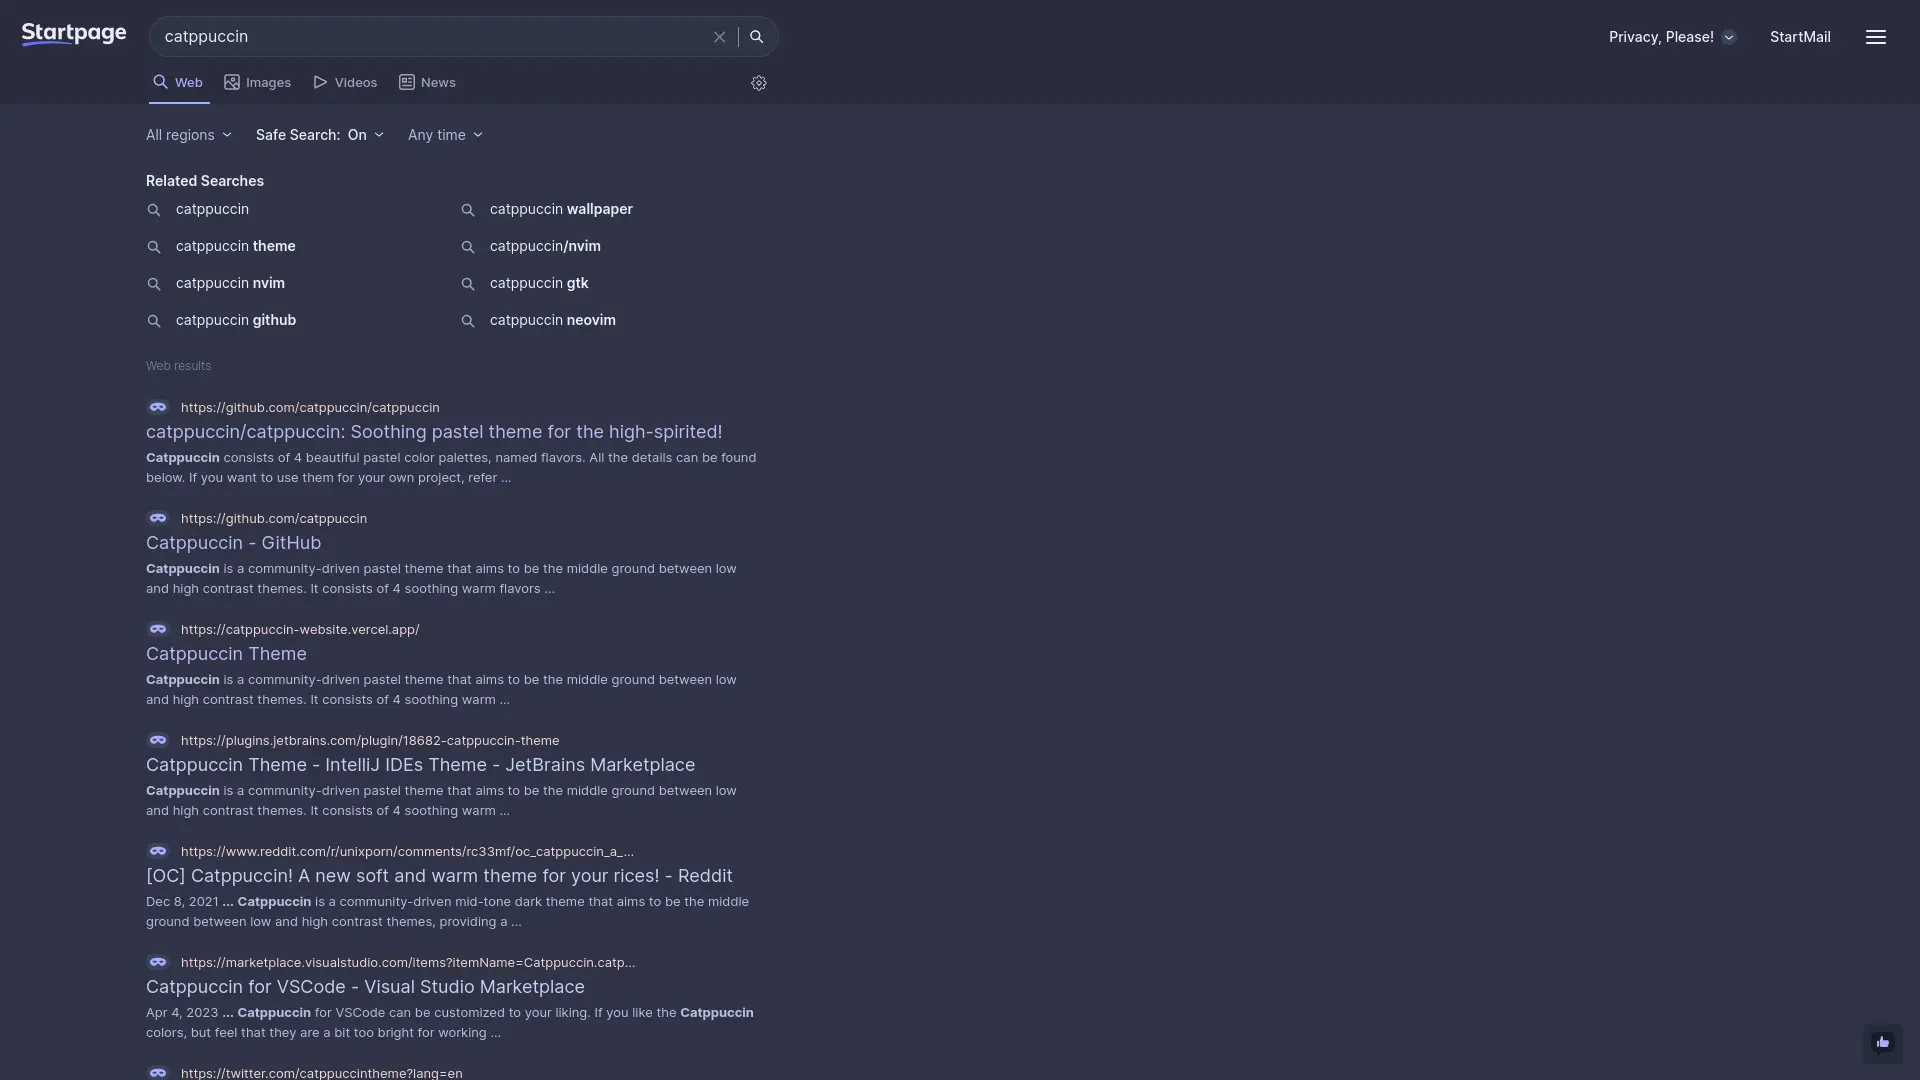 Startpage
catppuccin
Privacy, Please!
StartMail
Web
Images
Videos
News
All regions
Safe Search: On
Any time
Related Searches
catppuccin
catppuccin wallpaper
catppuccin theme
catppuccin/nvim
catppuccin nvim
catppuccin gtk
catppuccin github
catppuccin neovim
Web results
https://github.com/catppuccin/catppuccin
catppuccin/catppuccin: Soothing pastel theme for the high-spirited!
Catppuccin consists of 4 beautiful pastel color palettes, named flavors. All the details can be found
below. If you want to use them for your own project, refer ...
https://github.com/catppuccin
Catppuccin - GitHub
Catppuccin is a community-driven pastel theme that aims to be the middle ground between low
and high contrast themes. It consists of 4 soothing warm flavors ...
https://catppuccin-website.vercel.app/
Catppuccin Theme
Catppuccin is a community-driven pastel theme that aims to be the middle ground between low
and high contrast themes. It consists of 4 soothing warm ...
https://plugins.jetbrains.com/plugin/18682-catppuccin-theme
Catppuccin Theme - IntelliJ IDEs Theme - JetBrains Marketplace
Catppuccin is a community-driven pastel theme that aims to be the middle ground between low
and high contrast themes. It consists of 4 soothing warm ...
https://www.reddit.com/r/unixporn/comments/rc33mf/oc_catppuccin_a_...
[OC] Catppuccin! A new soft and warm theme for your rices! - Reddit
Dec 8, 2021 ... Catppuccin is a community-driven mid-tone dark theme that aims to be the middle
ground between low and high contrast themes, providing a ...
https://marketplace.visualstudio.com/items?itemName=Catppuccin.catp...
Catppuccin for VSCode - Visual Studio Marketplace
Apr 4, 2023 ... Catppuccin for VSCode can be customized to your liking. If you like the Catppuccin
colors, but feel that they are a bit too bright for working ...
https://twitter.com/catppuccintheme?lang=en